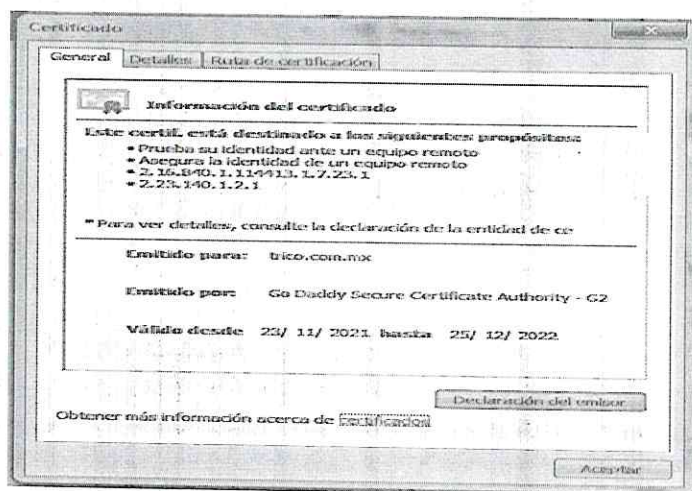 Certificado
General Detalles Ruta de certificación
Información del certificado
Este certif. está destinado a los siguientes propósitos:
• Prueba su identidad ante un equipo remoto
• Asegura la identidad de un equipo remoto
• 2.16.840.1.114413.1.7.23.1
• 2.23.140.1.2.1
* Para ver detalles, consulte la declaración de la entidad de ce
Emitido para: trico.com.mx
Emitido por: Go Daddy Secure Certificate Authority - G2
Válido desde 23/ 11/ 2021 hasta 25/ 12/ 2022
Declaración del emisor
Obtener más información acerca de certificados
Aceptar